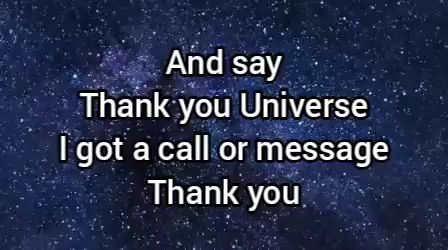 And say
Thank you Universe
I got a call or message
Thank you